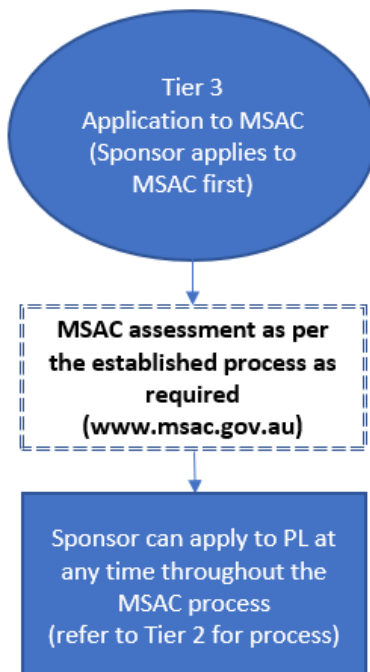 Tier 3
Application to MSAC
(Sponsor applies to
MSAC first)
MSAC assessment as per
the established process as
required
(www.msac.gov.au)
Sponsor can apply to PL at
any time throughout the
MSAC process
(refer to Tier 2 for process)